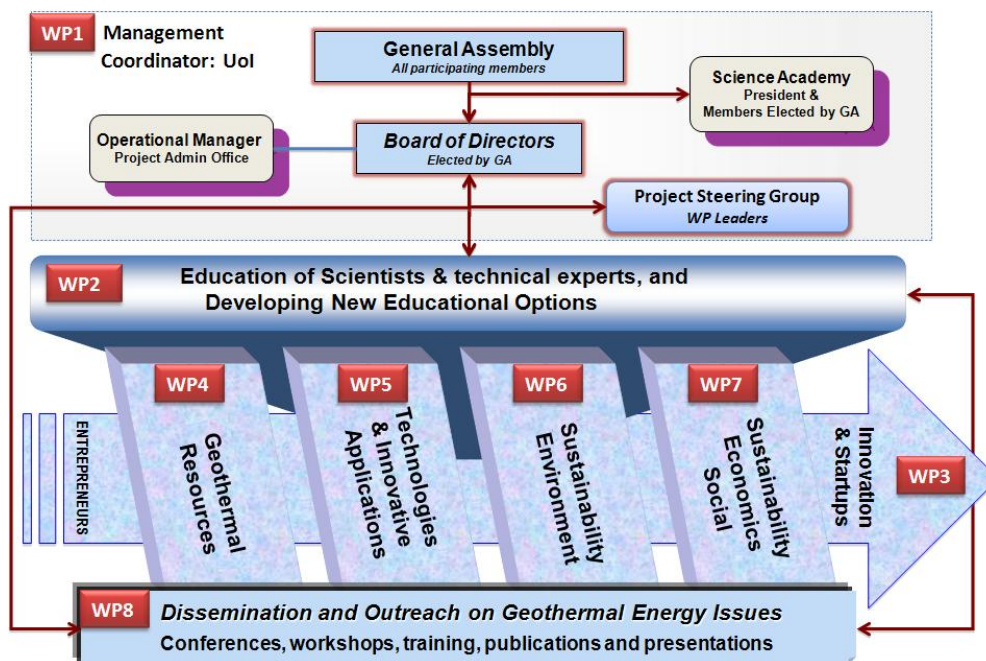 WP1
Management
Coordinator: UoI
General Assembly
All participating members
Science Academy
President &
Members Elected by GA
Operational Manager
Project Admin Office
Board of Directors
Elected by GA
Project Steering Group
WP Leaders
WP2
Education of Scientists & technical experts, and
Developing New Educational Options
WP4
WP5
WP6
WP7
ENTREPRENEURS
Geothermal
Resources
Technologies
& Innovative
Applications
Sustainability
Environment
Sustainability
Economics
Social
Innovation
& Startups
WP3
WP8
Dissemination and Outreach on Geothermal Energy Issues
Conferences, workshops, training, publications and presentations